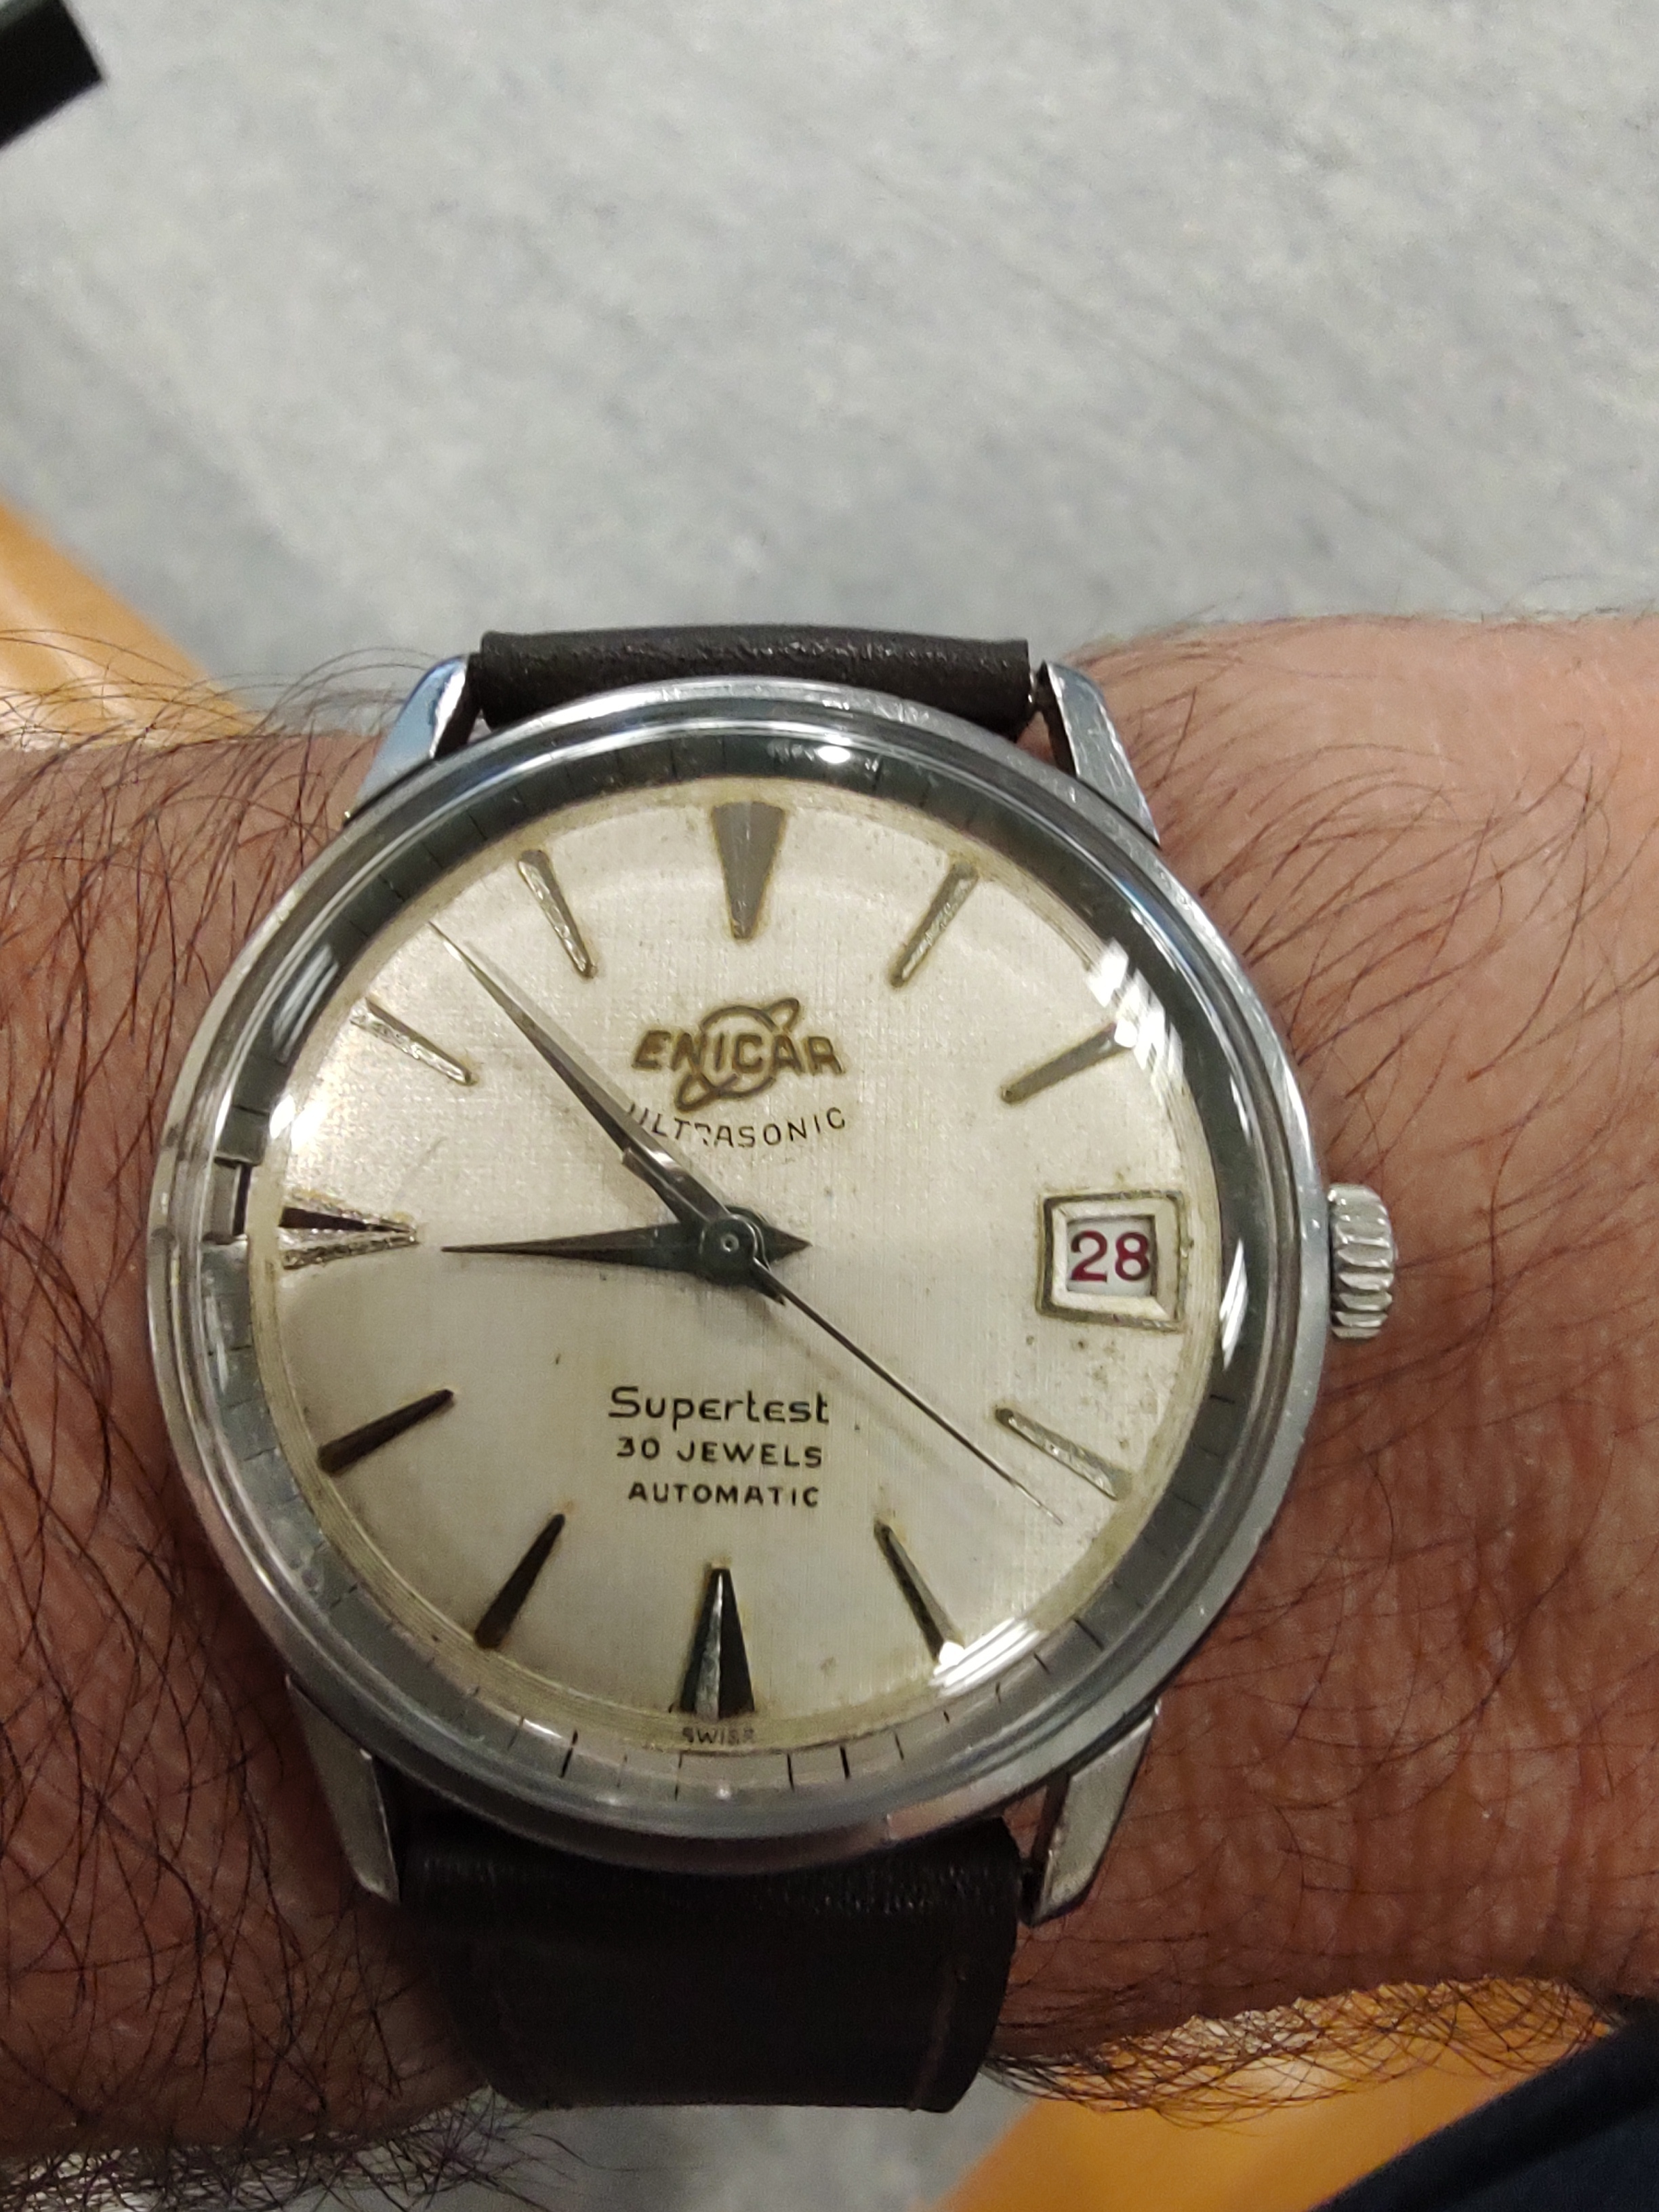 ENICAR
ULTRASONIC
28
Supertest
30 JEWELS
AUTOMATIC
SWISS